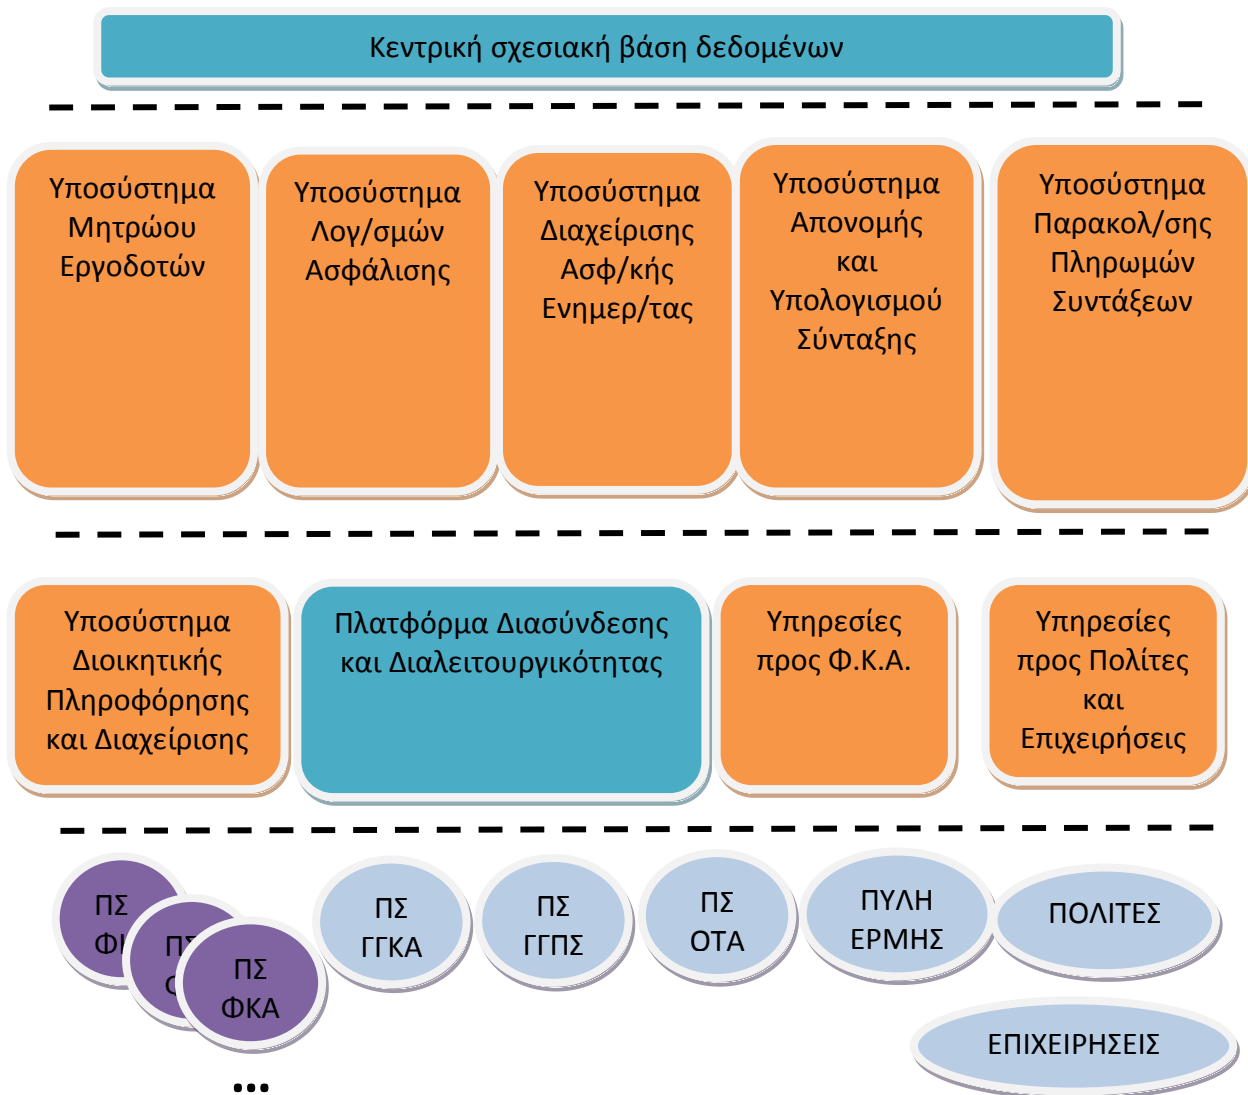 Κεντρική σχεσιακή βάση δεδομένων
Υποσύστημα
Μητρώου
Εργοδοτών
Υποσύστημα
Λογ/σμών
Ασφάλισης
Υποσύστημα
Διαχείρισης
Ασφ/κής
Ενημερ/τας
Υποσύστημα
Απονομής
και
Υπολογισμού
Σύνταξης
Υποσύστημα
Παρακολ/σης
Πληρωμών
Συντάξεων
Υποσύστημα
Διοικητικής
Πληροφόρησης
και Διαχείρισης
Πλατφόρμα Διασύνδεσης
και Διαλειτουργικότητας
Υπηρεσίες
προς Φ.Κ.Α.
Υπηρεσίες
προς Πολίτες
και
Επιχειρήσεις
ΠΣ
ΠΣ
ΠΣ
ΦΚΑ
...
ΠΣ
ΓΓΚΑ
ΠΣ
ΓΓΠΣ
ΠΣ
ΟΤΑ
ΠΥΛΗ
ΕΡΜΗΣ
ΠΟΛΙΤΕΣ
ΕΠΙΧΕΙΡΗΣΕΙΣ